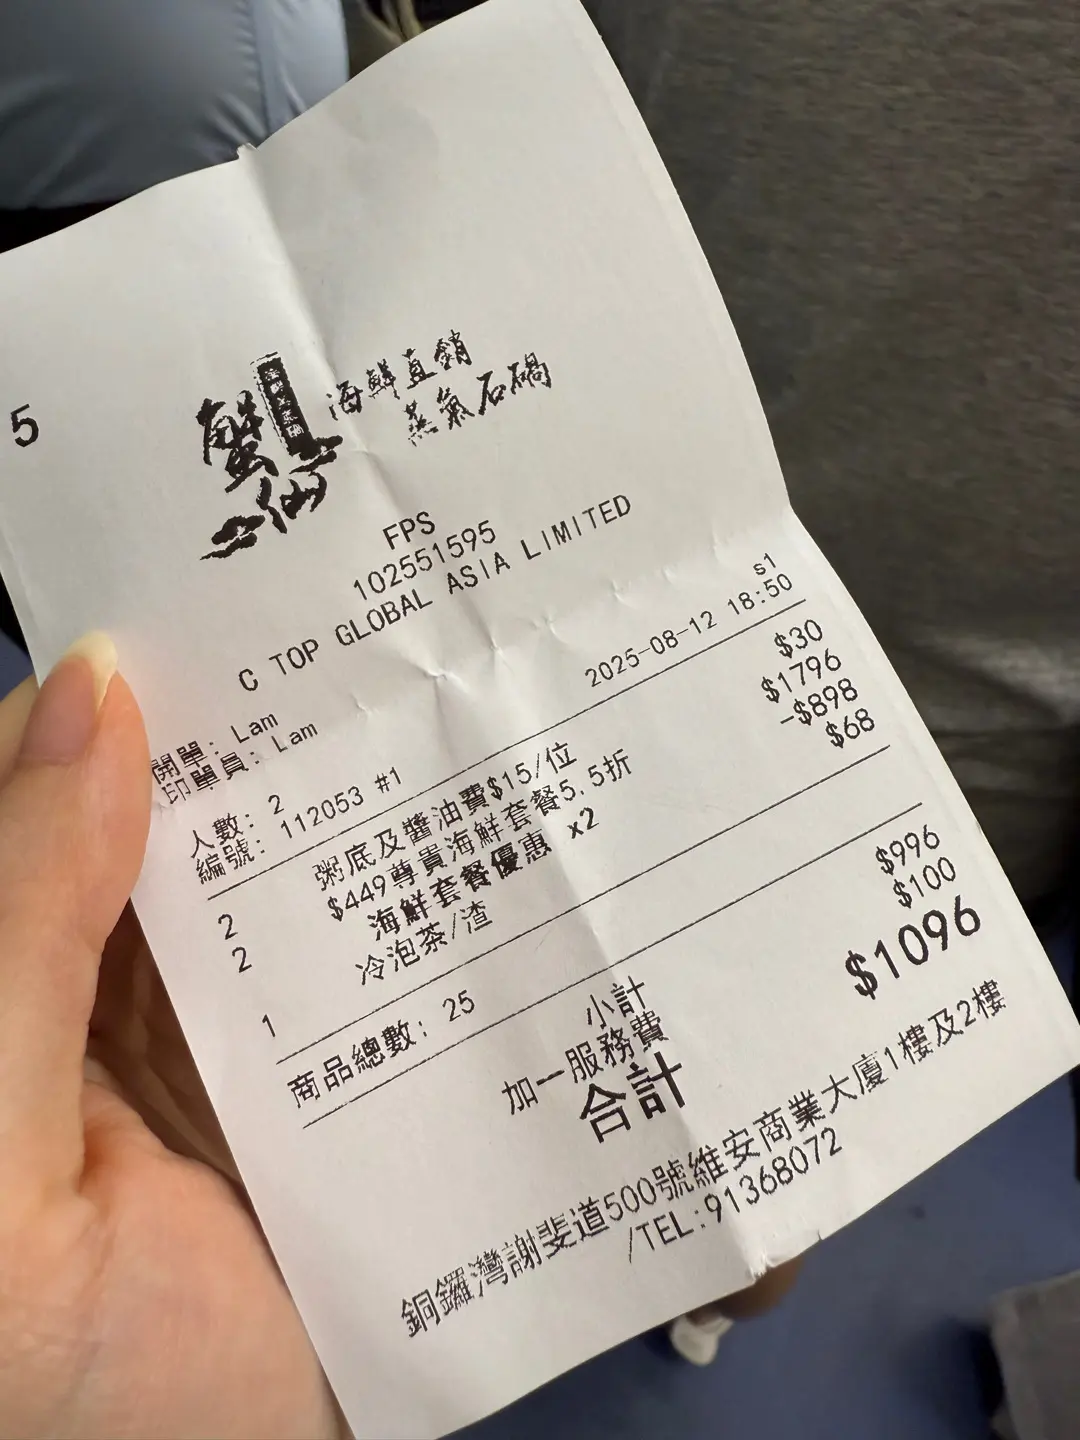 5
蟹仙
海鮮直銷
蒸氣石鍋
FPS
102551595
C TOP GLOBAL ASIA LIMITED
s1
開單: Lam
印單員: Lam
2025-08-12 18:50
人數: 2
編號: 112053 #1
2 粥底及醬油費$15/位 $30
2 $449尊貴海鮮套餐5.5折 $1796
海鮮套餐優惠 x2 -$898
1 冷泡茶/渣 $68
商品總數: 25
小計 $996
加一服務費 $100
合計 $1096
銅鑼灣謝斐道500號維安商業大廈1樓及2樓
/TEL:91368072